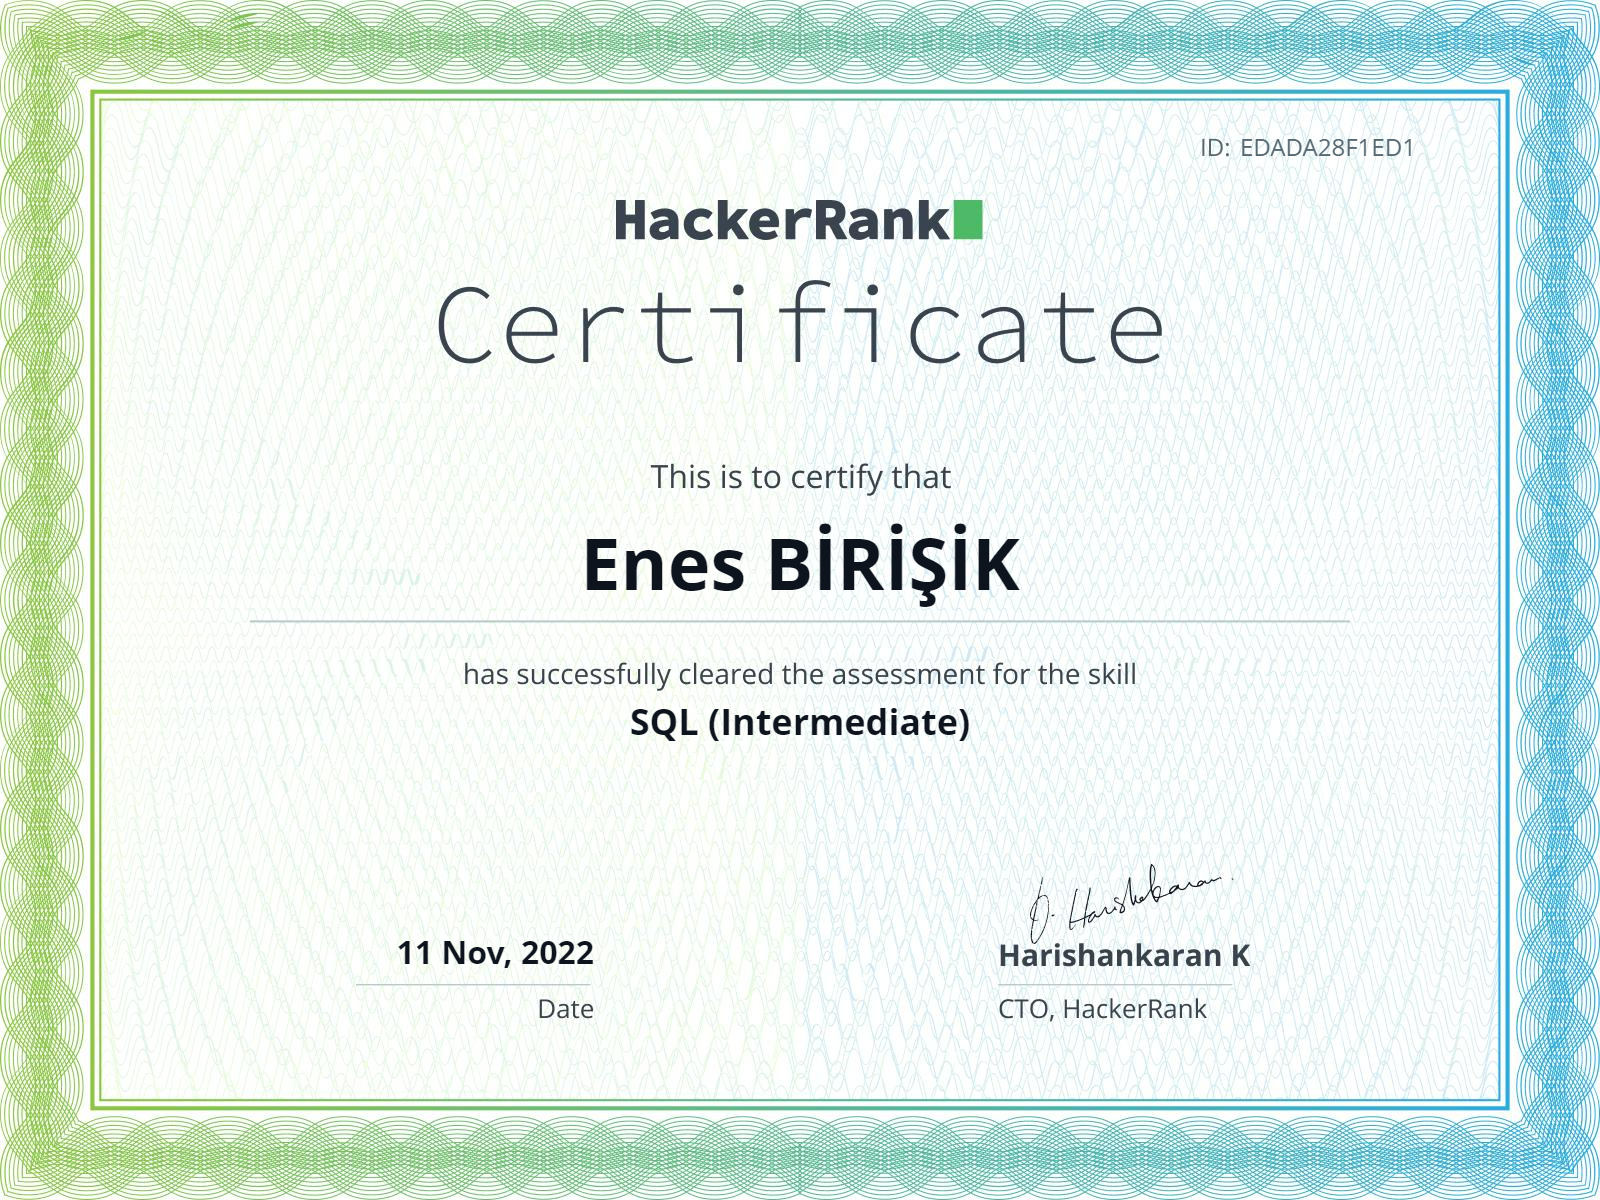 ID: EDADA28F1ED1
HackerRank
Certificate
This is to certify that
Enes BİRİŞİK
has successfully cleared the assessment for the skill
SQL (Intermediate)
J. Harishankaran
11 Nov, 2022
Harishankaran K
Date
CTO, HackerRank